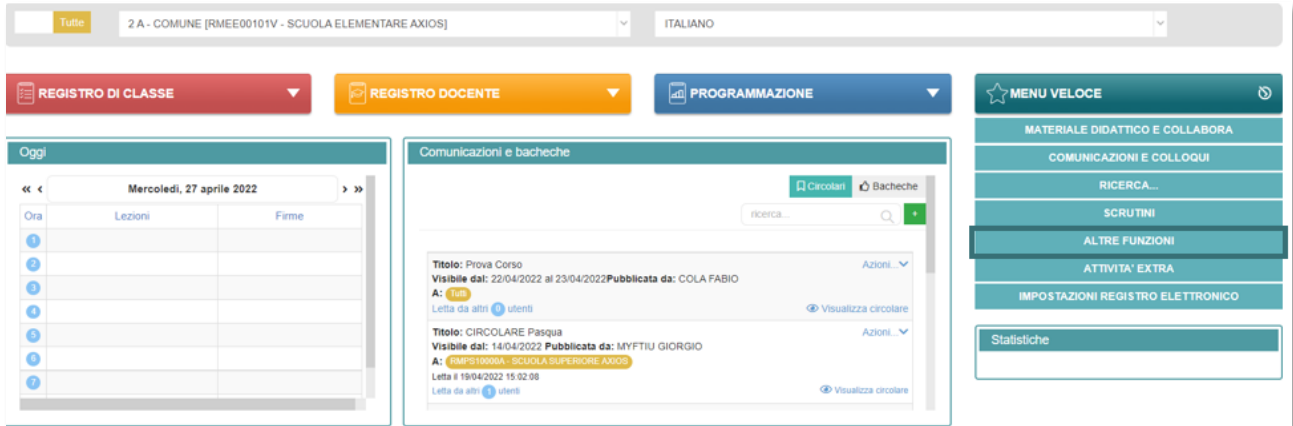 Tutte
2 A - COMUNE [RMEE00101V - SCUOLA ELEMENTARE AXIOS]
ITALIANO
REGISTRO DI CLASSE
REGISTRO DOCENTE
PROGRAMMAZIONE
MENU VELOCE
MATERIALE DIDATTICO E COLLABORA
COMUNICAZIONI E COLLOQUI
RICERCA...
SCRUTINI
ALTRE FUNZIONI
ATTIVITA' EXTRA
IMPOSTAZIONI REGISTRO ELETTRONICO
Statistiche
Oggi
« ‹ Mercoledì, 27 aprile 2022 › »
Ora Lezioni Firme
1
2
3
4
5
6
7
Comunicazioni e bacheche
Circolari Bacheche
ricerca... +
Titolo: Prova Corso Azioni...
Visibile dal: 22/04/2022 al 23/04/2022Pubblicata da: COLA FABIO
A: Tutti
Letta da altri 0 utenti Visualizza circolare
Titolo: CIRCOLARE Pasqua Azioni...
Visibile dal: 14/04/2022 Pubblicata da: MYFTIU GIORGIO
A: RMPS10000A - SCUOLA SUPERIORE AXIOS
Letta il 19/04/2022 15:02:08
Letta da altri 1 utenti Visualizza circolare